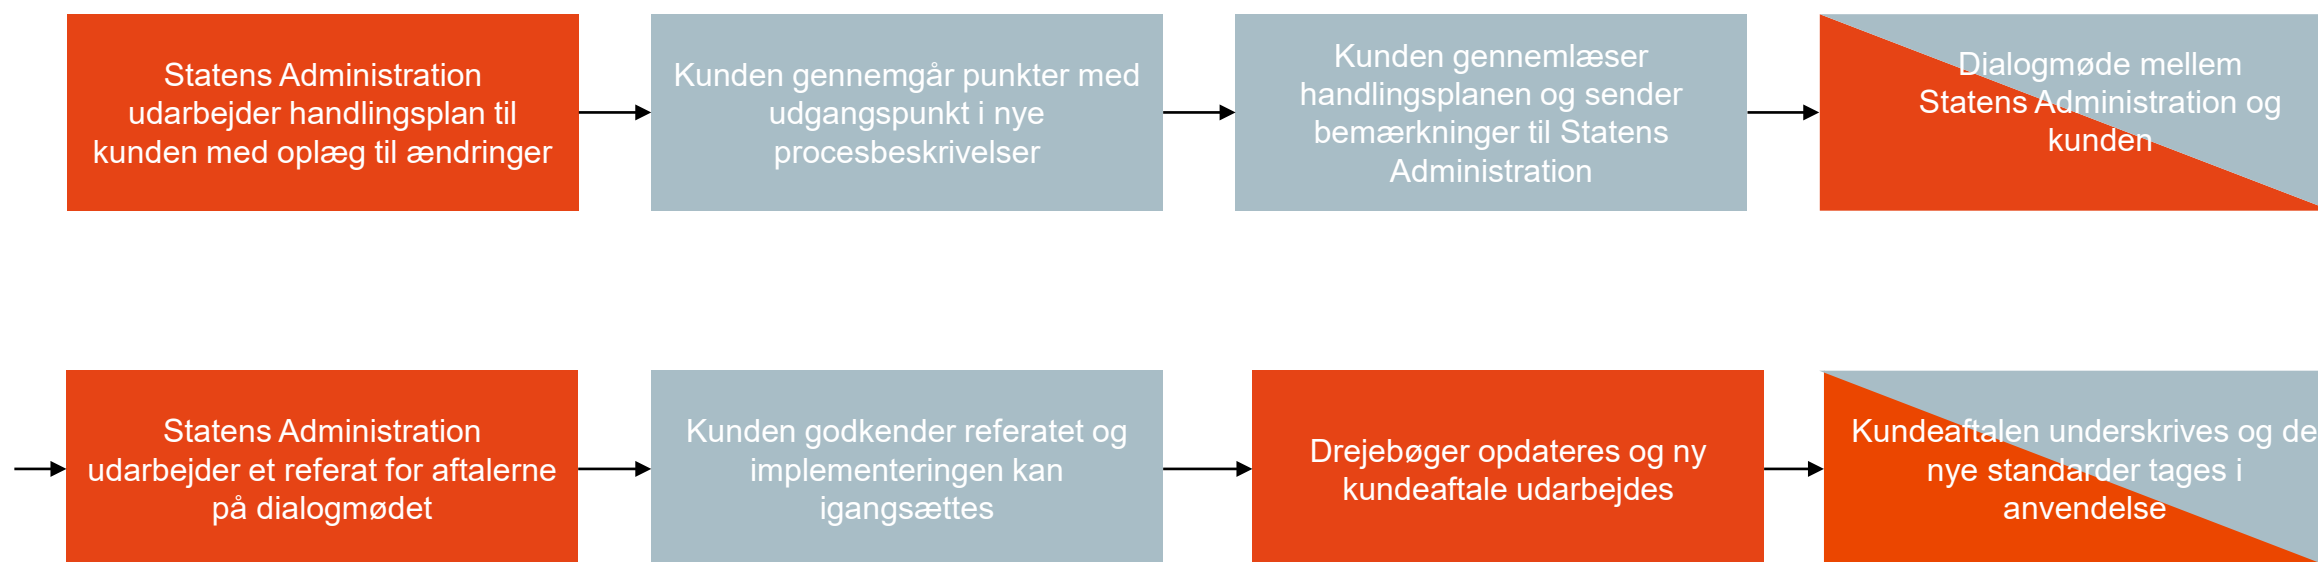 Statens Administration
udarbejder handlingsplan til
kunden med oplæg til ændringer
Kunden gennemgår punkter med
udgangspunkt i nye
procesbeskrivelser
Kunden gennemlæser
handlingsplanen og sender
bemærkninger til Statens
Administration
Dialogmøde mellem
Statens Administration og
kunden
Statens Administration
udarbejder et referat for aftalerne
på dialogmødet
Kunden godkender referatet og
implementeringen kan
igangsættes
Drejebøger opdateres og ny
kundeaftale udarbejdes
Kundeaftalen underskrives og de
nye standarder tages i
anvendelse